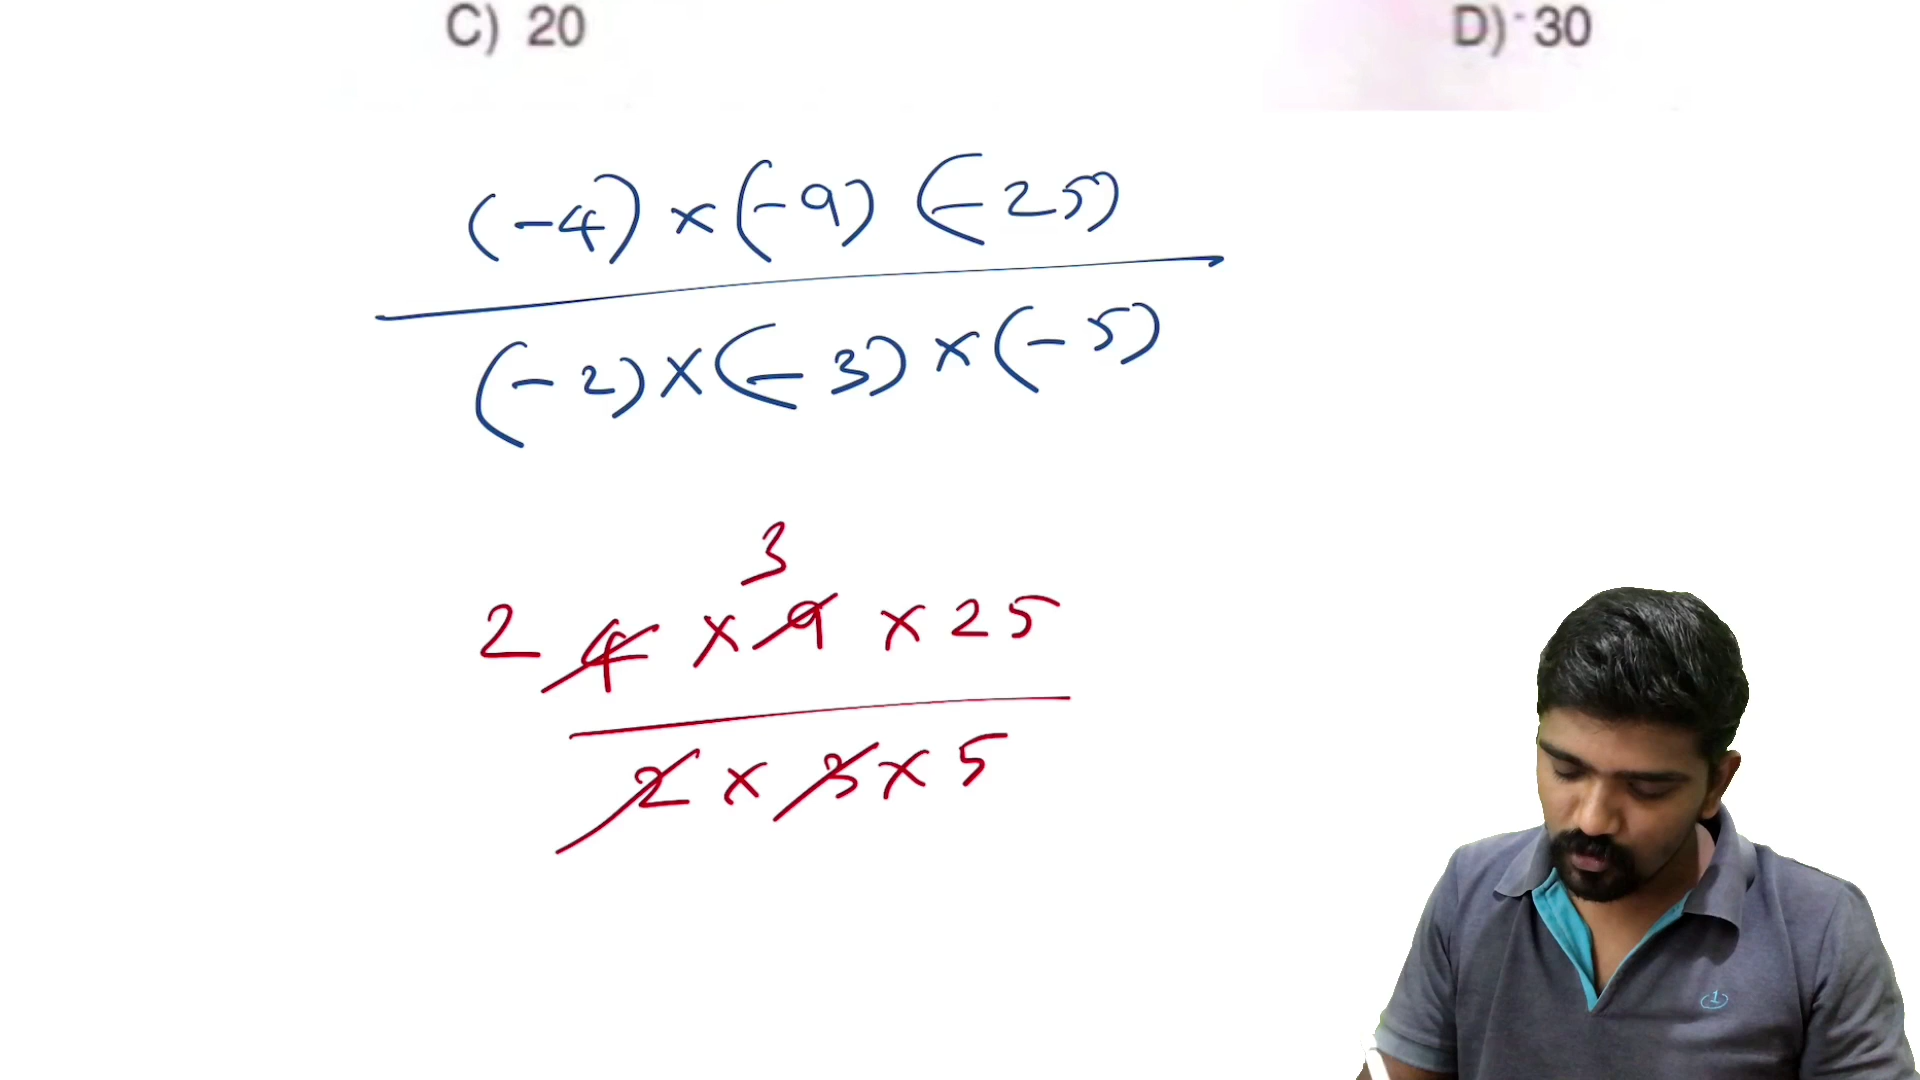 C) 20 D) 30
(-4) × (-9) (-25)
(-2) × (-3) × (-5)
3
2 4 × 9 × 25
2 × 3 × 5